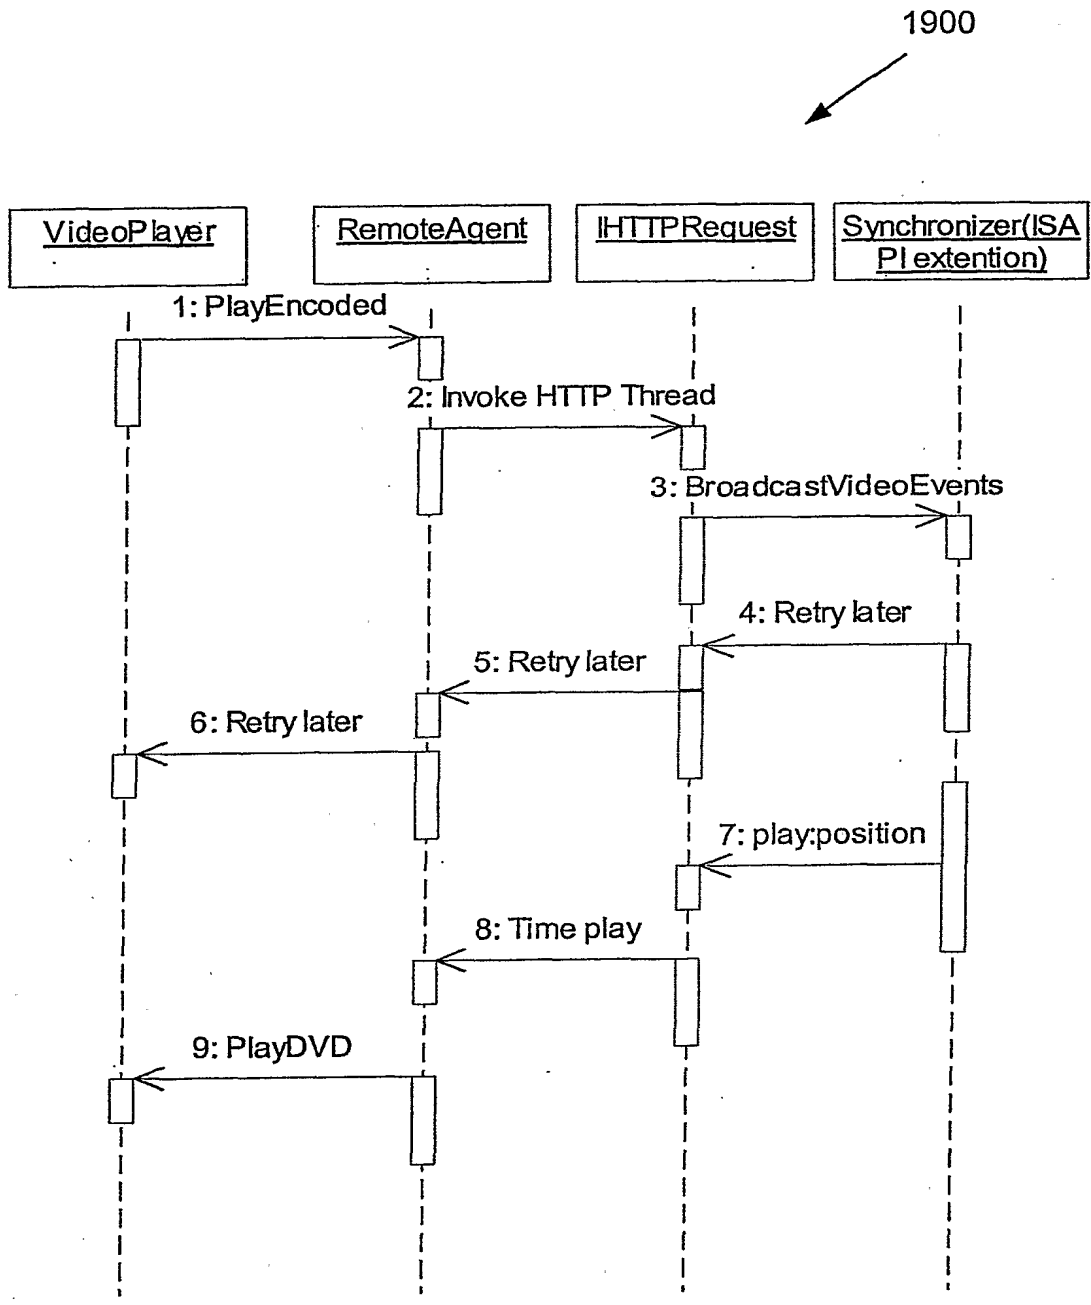 1900
VideoPlayer
RemoteAgent
IHTTPRequest
Synchronizer(ISA
PI extention)
1: PlayEncoded
2: Invoke HTTP Thread
3: BroadcastVideoEvents
4: Retry later
5: Retry later
6: Retry later
7: play:position
8: Time play
9: PlayDVD